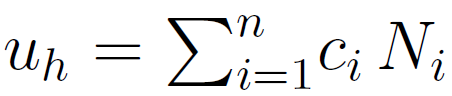 u_h = \sum_{i=1}^{n} c_i N_i